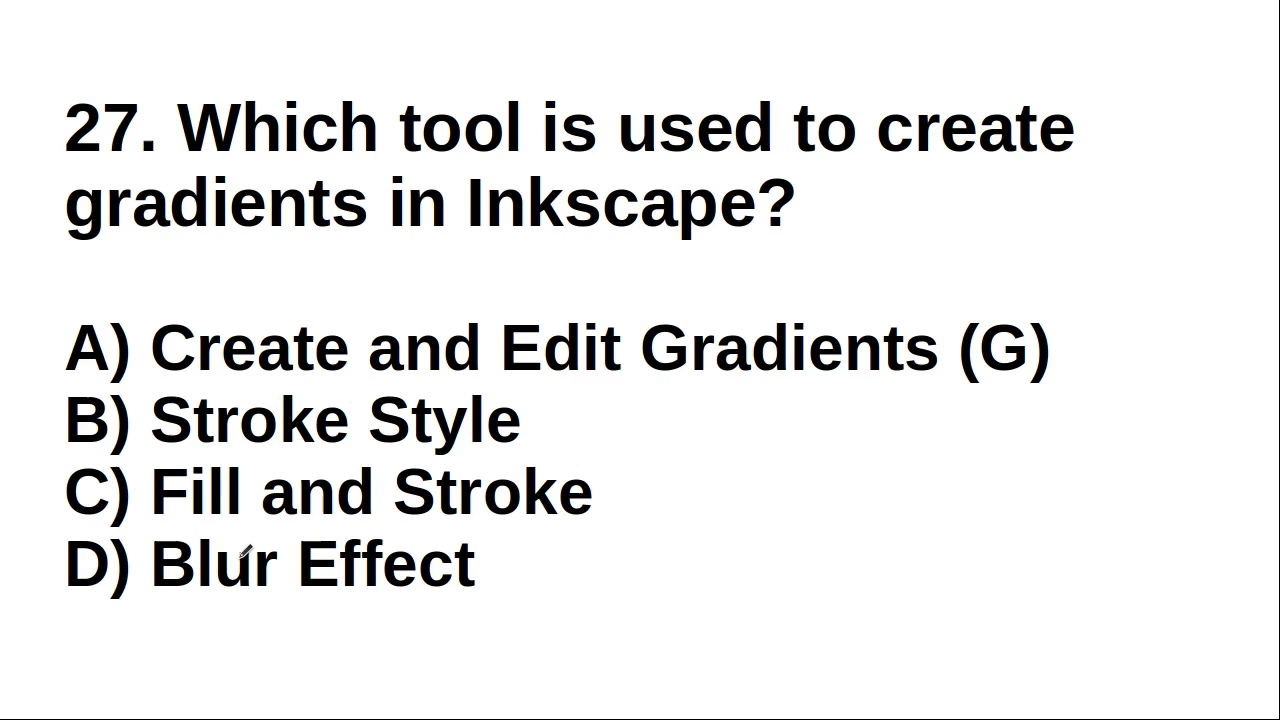 27. Which tool is used to create
gradients in Inkscape?
A) Create and Edit Gradients (G)
B) Stroke Style
C) Fill and Stroke
D) Blur Effect